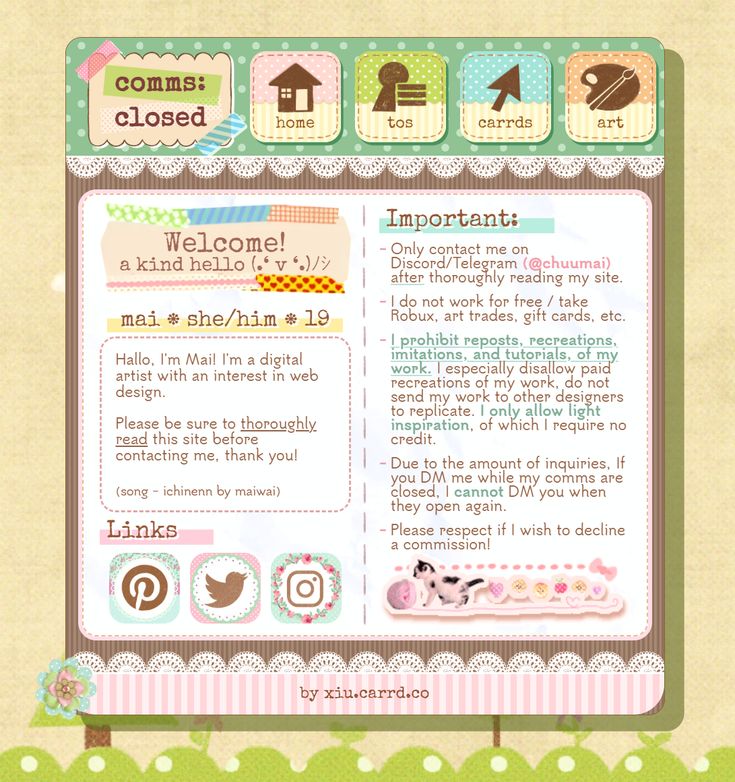 comms:
closed
home
tos
carrds
art
Welcome!
a kind hello (⁠.❛ ᴠ ❛.)ﾉｼ
mai ❋ she/him ❋ 19
Hallo, I'm Mai! I'm a digital
artist with an interest in web
design.
Please be sure to thoroughly
read this site before
contacting me, thank you!
(song - ichinenn by maiwai)
Links
Important:
- Only contact me on
Discord/Telegram (@chuumai)
after thoroughly reading my site.
- I do not work for free / take
Robux, art trades, gift cards, etc.
- I prohibit reposts, recreations,
imitations, and tutorials, of my
work. I especially disallow paid
recreations of my work, do not
send my work to other designers
to replicate. I only allow light
inspiration, of which I require no
credit.
- Due to the amount of inquiries, If
you DM me while my comms are
closed, I cannot DM you when
they open again.
- Please respect if I wish to decline
a commission!
by xiu.carrd.co